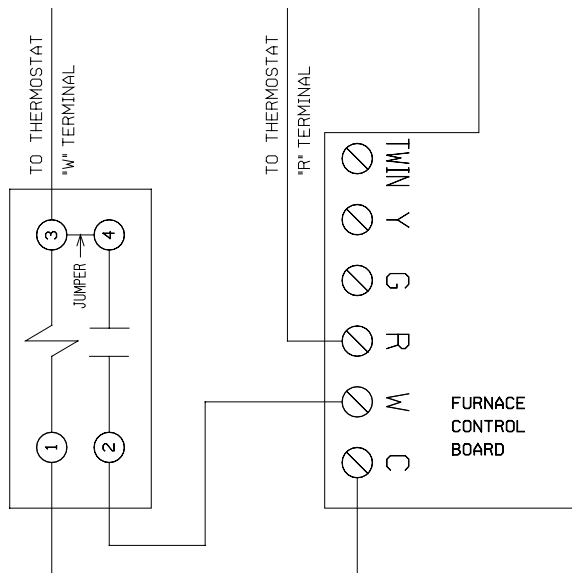 TO THERMOSTAT
"W" TERMINAL
TO THERMOSTAT
"R" TERMINAL
TWIN
Y
G
R
W
C
3
4
JUMPER
1
2
FURNACE
CONTROL
BOARD